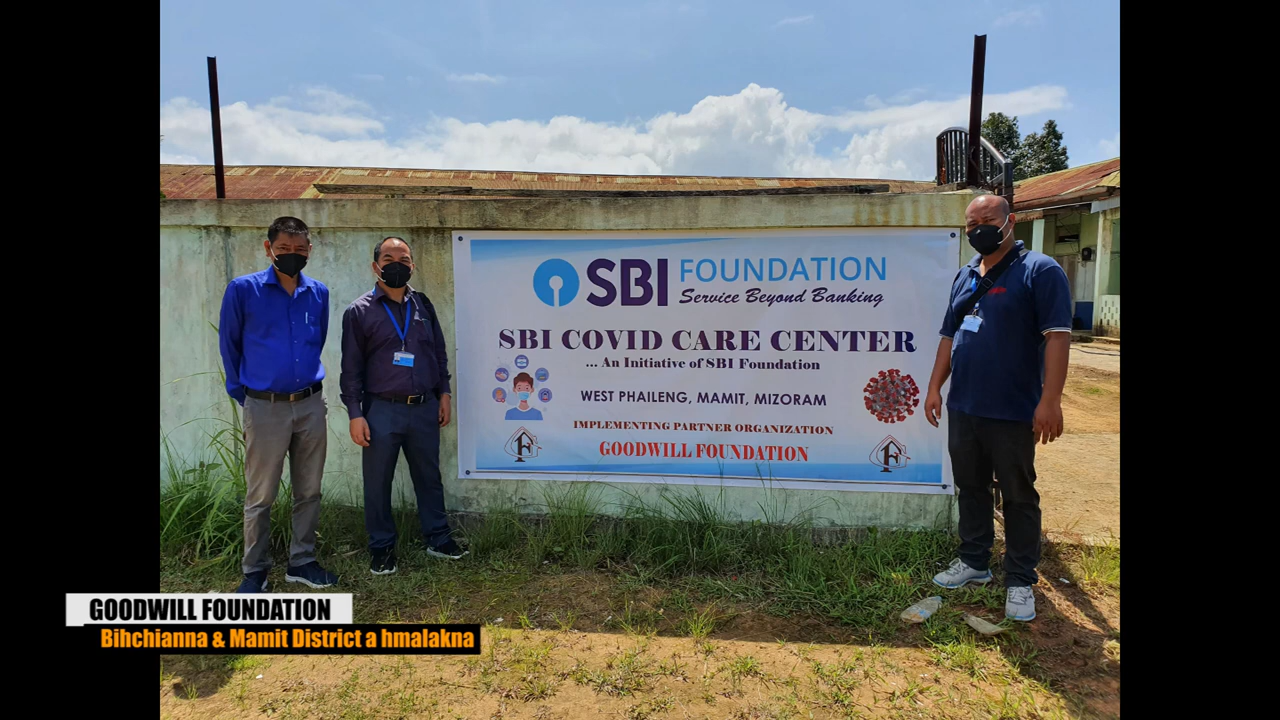 SBI FOUNDATION
Service Beyond Banking
SBI COVID CARE CENTER
... An Initiative of SBI Foundation
WEST PHAILENG, MAMIT, MIZORAM
IMPLEMENTING PARTNER ORGANIZATION
GOODWILL FOUNDATION
GOODWILL FOUNDATION
Bihchianna & Mamit District a hmalakna